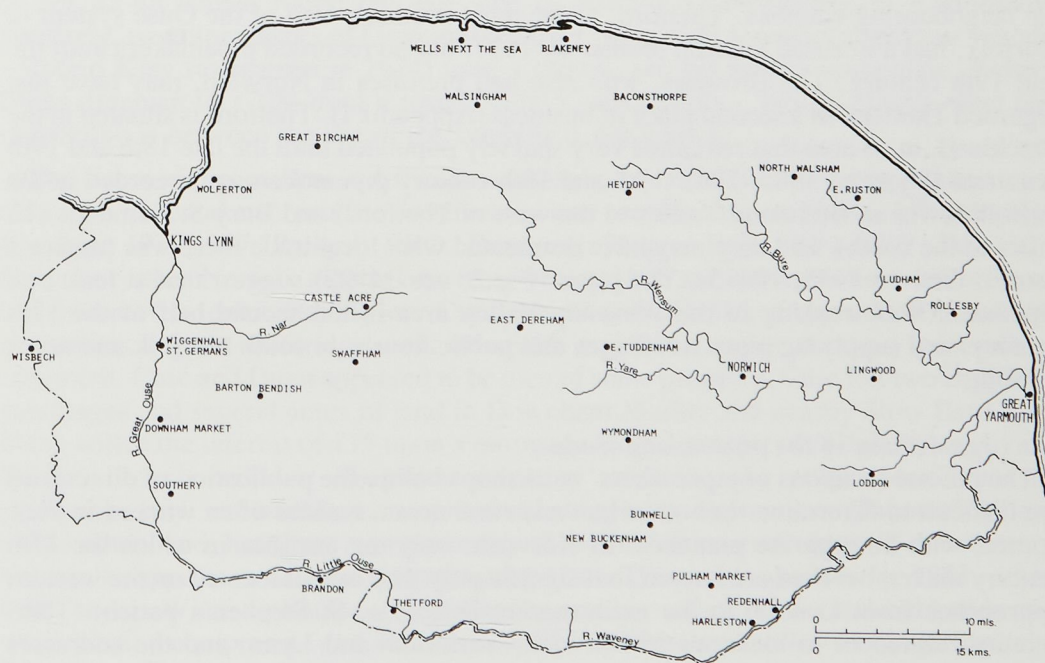 WELLS NEXT THE SEA
BLAKENEY
WALSINGHAM
BACONSTHORPE
GREAT BIRCHAM
NORTH WALSHAM
WOLFERTON
HEYDON
E. RUSTON
KINGS LYNN
R. Bure
R. Wensum
LUDHAM
CASTLE ACRE
ROLLESBY
R. Nar
EAST DEREHAM
WISBECH
WIGGENHALL
ST. GERMANS
E. TUDDENHAM
SWAFFHAM
R. Yare
NORWICH
LINGWOOD
BARTON BENDISH
R. Great Ouse
GREAT
YARMOUTH
DOWNHAM MARKET
WYMONDHAM
LODDON
SOUTHERY
BUNWELL
NEW BUCKENHAM
R. Little Ouse
BRANDON
PULHAM MARKET
THETFORD
REDENHALL
HARLESTON
R. Waveney
0 10 mls.
0 15 kms.